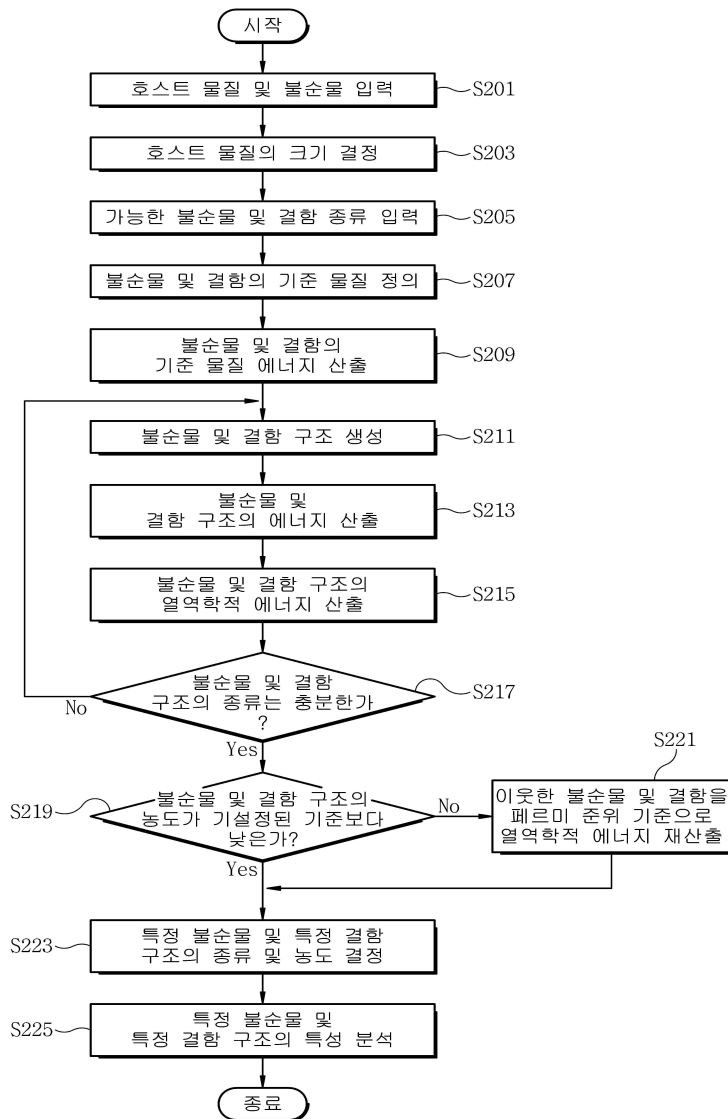 시작
호스트 물질 및 불순물 입력
S201
호스트 물질의 크기 결정
S203
가능한 불순물 및 결함 종류 입력
S205
불순물 및 결함의 기준 물질 정의
S207
불순물 및 결함의
기준 물질 에너지 산출
S209
불순물 및 결함 구조 생성
S211
불순물 및
결함 구조의 에너지 산출
S213
불순물 및 결함 구조의
열역학적 에너지 산출
S215
불순물 및 결함
구조의 종류는 충분한가
?
S217
No
Yes
S219
불순물 및 결함 구조의
농도가 기설정된 기준보다
낮은가?
No
Yes
S221
이웃한 불순물 및 결함을
페르미 준위 기준으로
열역학적 에너지 재산출
S223
특정 불순물 및 특정 결함
구조의 종류 및 농도 결정
S225
특정 불순물 및
특정 결함 구조의 특성 분석
종료